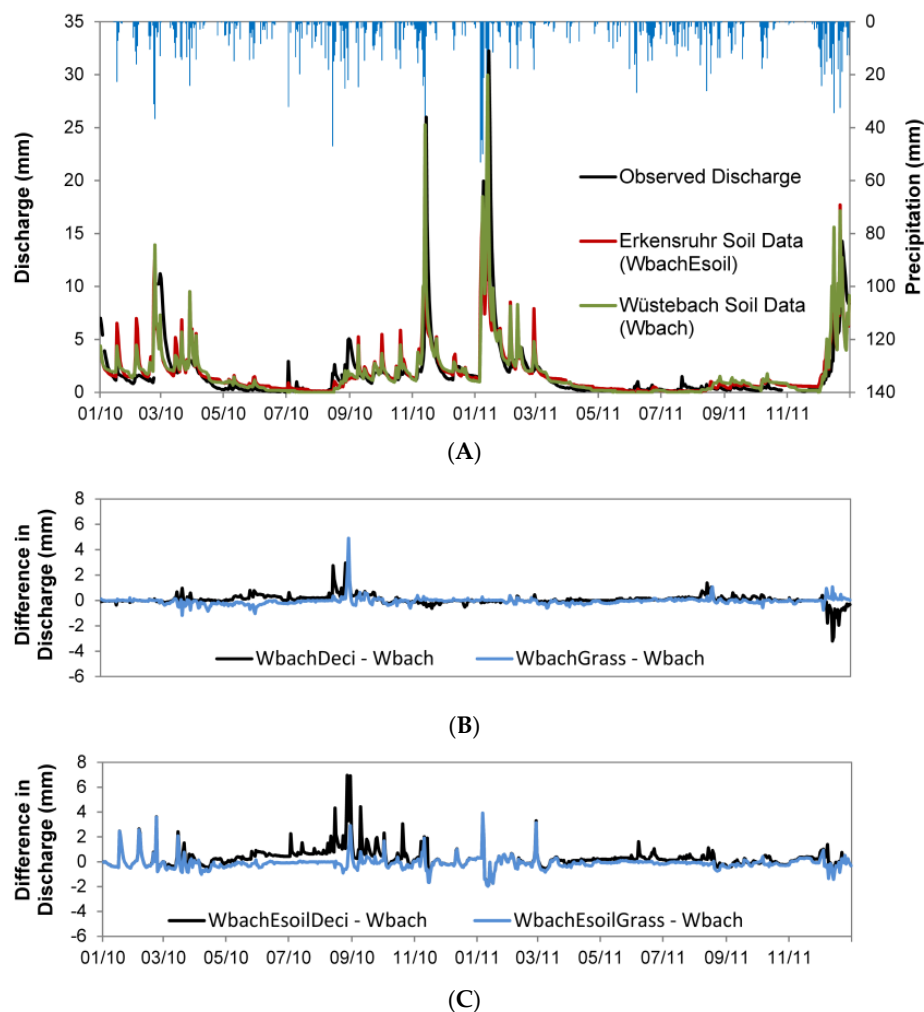 35
30
25
20
15
10
5
0
Discharge (mm)
0
20
40
60
80
100
120
140
Precipitation (mm)
Observed Discharge
Erkensruhr Soil Data
(WbachEsoil)
Wüstebach Soil Data
(Wbach)
01/10 03/10 05/10 07/10 09/10 11/10 01/11 03/11 05/11 07/11 09/11 11/11
(A)
8
6
4
2
0
-2
-4
-6
Difference in
Discharge (mm)
WbachDeci - Wbach
WbachGrass - Wbach
(B)
8
6
4
2
0
-2
-4
-6
Difference in
Discharge (mm)
WbachEsoilDeci - Wbach
WbachEsoilGrass - Wbach
01/10 03/10 05/10 07/10 09/10 11/10 01/11 03/11 05/11 07/11 09/11 11/11
(C)